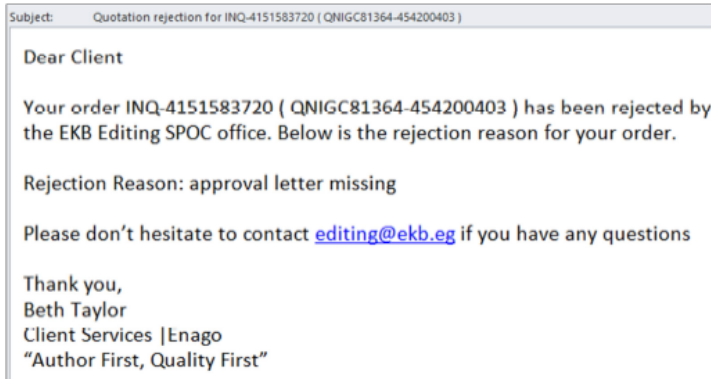 Subject: Quotation rejection for INQ-4151583720 ( QNIGC81364-454200403 )
Dear Client
Your order INQ-4151583720 ( QNIGC81364-454200403 ) has been rejected by
the EKB Editing SPOC office. Below is the rejection reason for your order.
Rejection Reason: approval letter missing
Please don’t hesitate to contact editing@ekb.eg if you have any questions
Thank you,
Beth Taylor
Client Services |Enago
“Author First, Quality First”